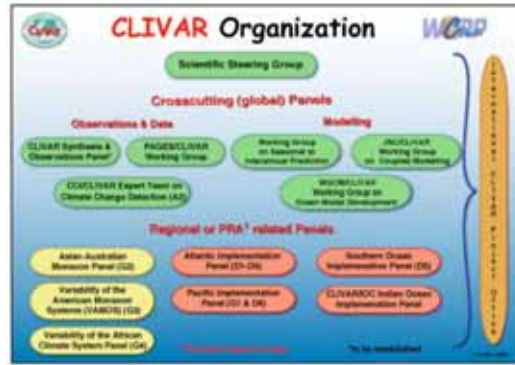 CLIVAR Organization
WCRP
Scientific Steering Group
Crosscutting (global) Panels
Observations & Data
Modelling
CLIVAR Synthesis &
Observations Panel*
PAGES/CLIVAR
Working Group
Working Group
on Seasonal to
Interannual Prediction
JSC/CLIVAR
Working Group
on Coupled Modelling
CCl/CLIVAR Expert Team on
Climate Change Detection (A2)
WGCM/CLIVAR
Working Group on
Ocean Model Development
Regional or PRA¹ related Panels
Asian-Australian
Monsoon Panel (G2)
Atlantic Implementation
Panel (D1-D3)
Southern Ocean
Implementation Panel (D5)
Variability of the
American Monsoon
Systems (VAMOS) (G3)
Pacific Implementation
Panel (G1 & D4)
CLIVAR/IOC Indian Ocean
Implementation Panel
Variability of the African
Climate System Panel (G4)
*to be established
International CLIVAR Project Office